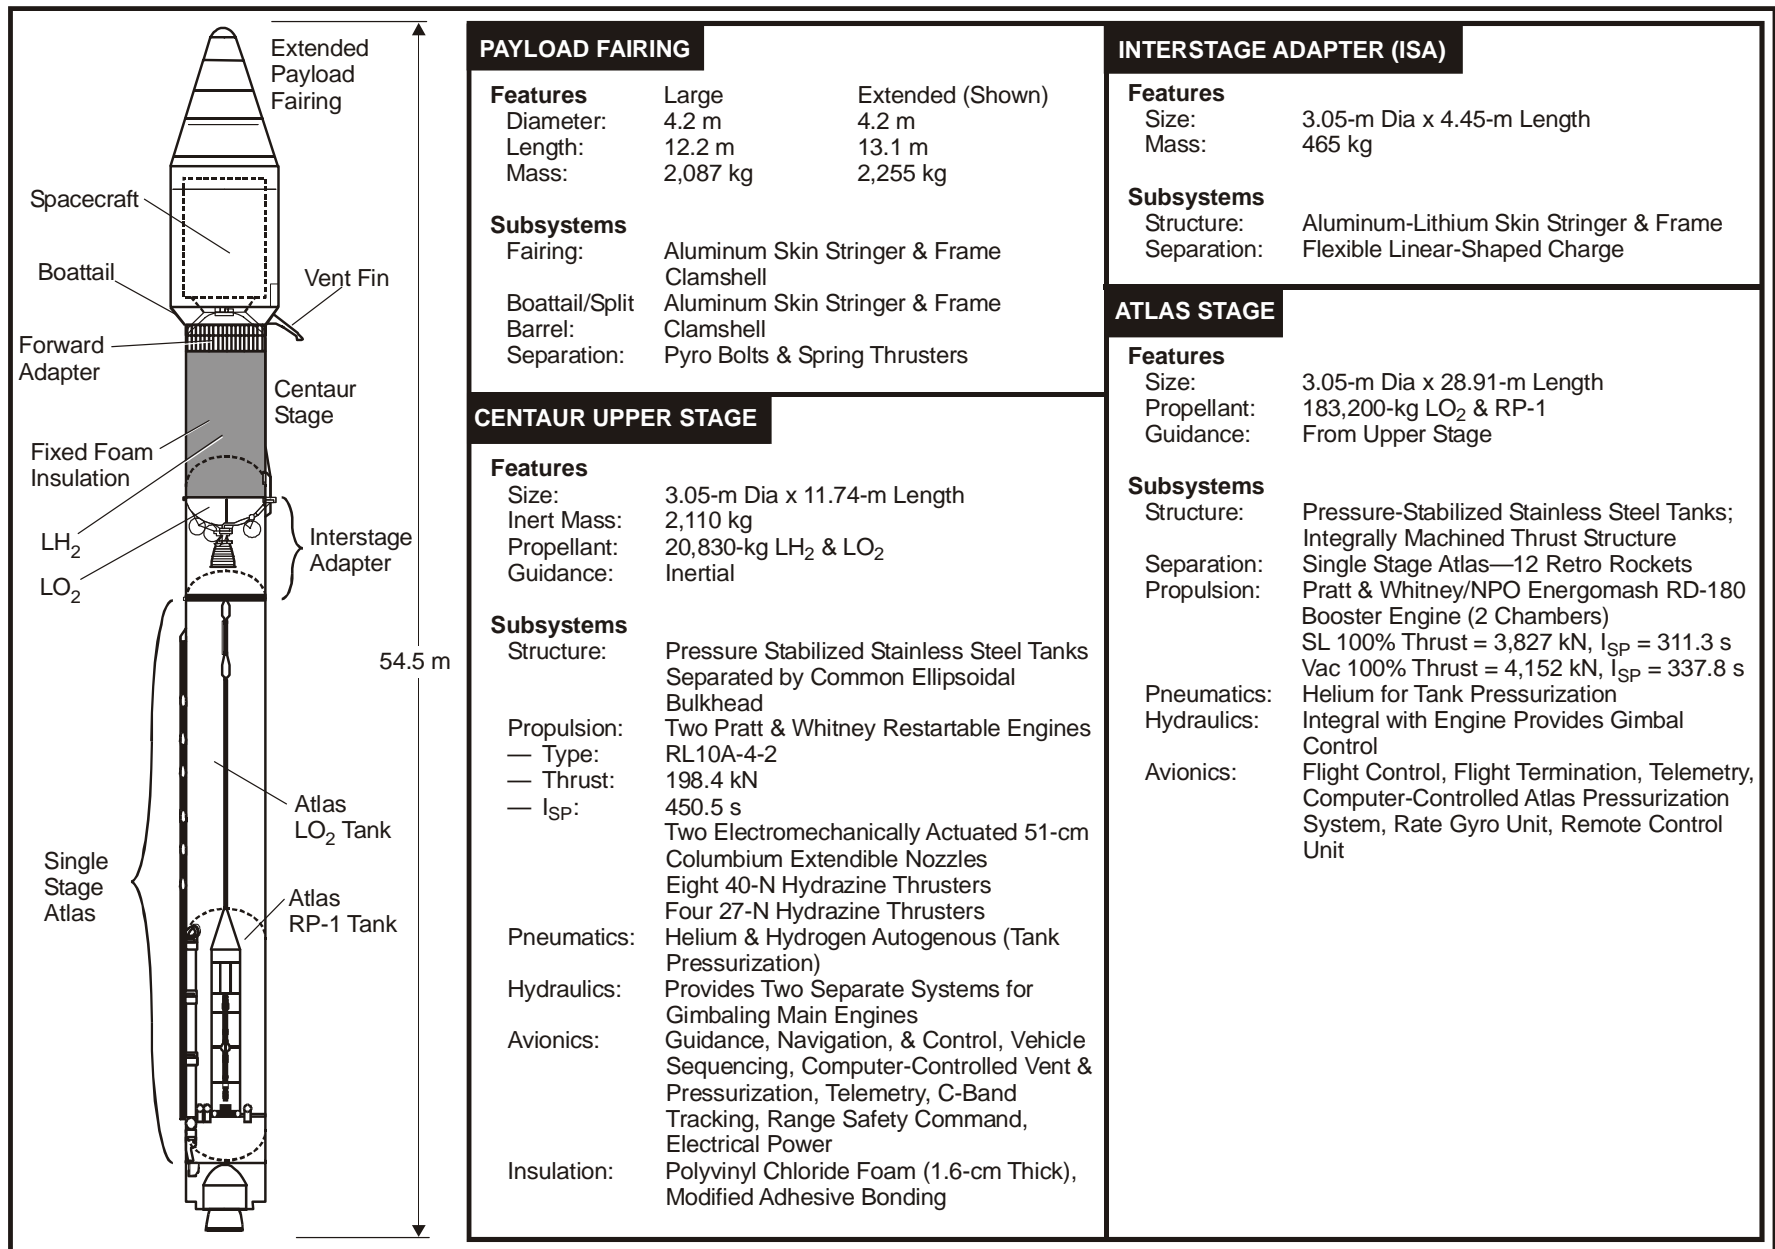 Extended
Payload
Fairing
Spacecraft
Boattail
Vent Fin
Forward
Adapter
Centaur
Stage
Fixed Foam
Insulation
LH2
LO2
Interstage
Adapter
54.5 m
Atlas
LO2 Tank
Single
Stage
Atlas
Atlas
RP-1 Tank
PAYLOAD FAIRING
Features Large Extended (Shown)
Diameter: 4.2 m 4.2 m
Length: 12.2 m 13.1 m
Mass: 2,087 kg 2,255 kg
Subsystems
Fairing: Aluminum Skin Stringer & Frame
Clamshell
Boattail/Split Aluminum Skin Stringer & Frame
Barrel: Clamshell
Separation: Pyro Bolts & Spring Thrusters
CENTAUR UPPER STAGE
Features
Size: 3.05-m Dia x 11.74-m Length
Inert Mass: 2,110 kg
Propellant: 20,830-kg LH2 & LO2
Guidance: Inertial
Subsystems
Structure: Pressure Stabilized Stainless Steel Tanks
Separated by Common Ellipsoidal
Bulkhead
Propulsion: Two Pratt & Whitney Restartable Engines
— Type: RL10A-4-2
— Thrust: 198.4 kN
— ISP: 450.5 s
Two Electromechanically Actuated 51-cm
Columbium Extendible Nozzles
Eight 40-N Hydrazine Thrusters
Four 27-N Hydrazine Thrusters
Pneumatics: Helium & Hydrogen Autogenous (Tank
Pressurization)
Hydraulics: Provides Two Separate Systems for
Gimbaling Main Engines
Avionics: Guidance, Navigation, & Control, Vehicle
Sequencing, Computer-Controlled Vent &
Pressurization, Telemetry, C-Band
Tracking, Range Safety Command,
Electrical Power
Insulation: Polyvinyl Chloride Foam (1.6-cm Thick),
Modified Adhesive Bonding
INTERSTAGE ADAPTER (ISA)
Features
Size: 3.05-m Dia x 4.45-m Length
Mass: 465 kg
Subsystems
Structure: Aluminum-Lithium Skin Stringer & Frame
Separation: Flexible Linear-Shaped Charge
ATLAS STAGE
Features
Size: 3.05-m Dia x 28.91-m Length
Propellant: 183,200-kg LO2 & RP-1
Guidance: From Upper Stage
Subsystems
Structure: Pressure-Stabilized Stainless Steel Tanks;
Integrally Machined Thrust Structure
Separation: Single Stage Atlas—12 Retro Rockets
Propulsion: Pratt & Whitney/NPO Energomash RD-180
Booster Engine (2 Chambers)
SL 100% Thrust = 3,827 kN, ISP = 311.3 s
Vac 100% Thrust = 4,152 kN, ISP = 337.8 s
Pneumatics: Helium for Tank Pressurization
Hydraulics: Integral with Engine Provides Gimbal
Control
Avionics: Flight Control, Flight Termination, Telemetry,
Computer-Controlled Atlas Pressurization
System, Rate Gyro Unit, Remote Control
Unit